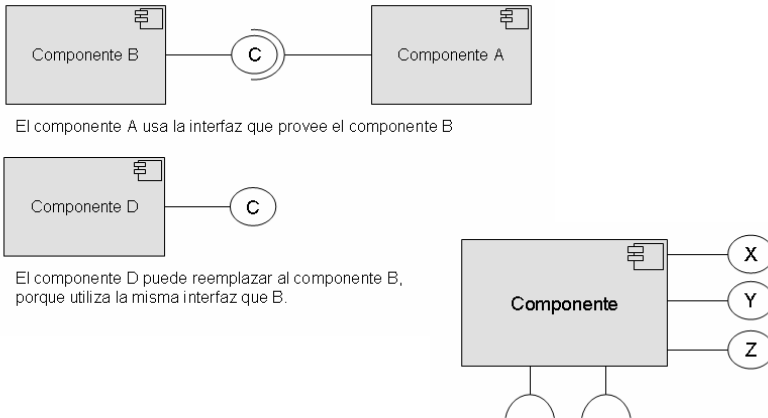 Componente B
C
Componente A
El componente A usa la interfaz que provee el componente B
Componente D
C
El componente D puede reemplazar al componente B,
porque utiliza la misma interfaz que B.
Componente
X
Y
Z